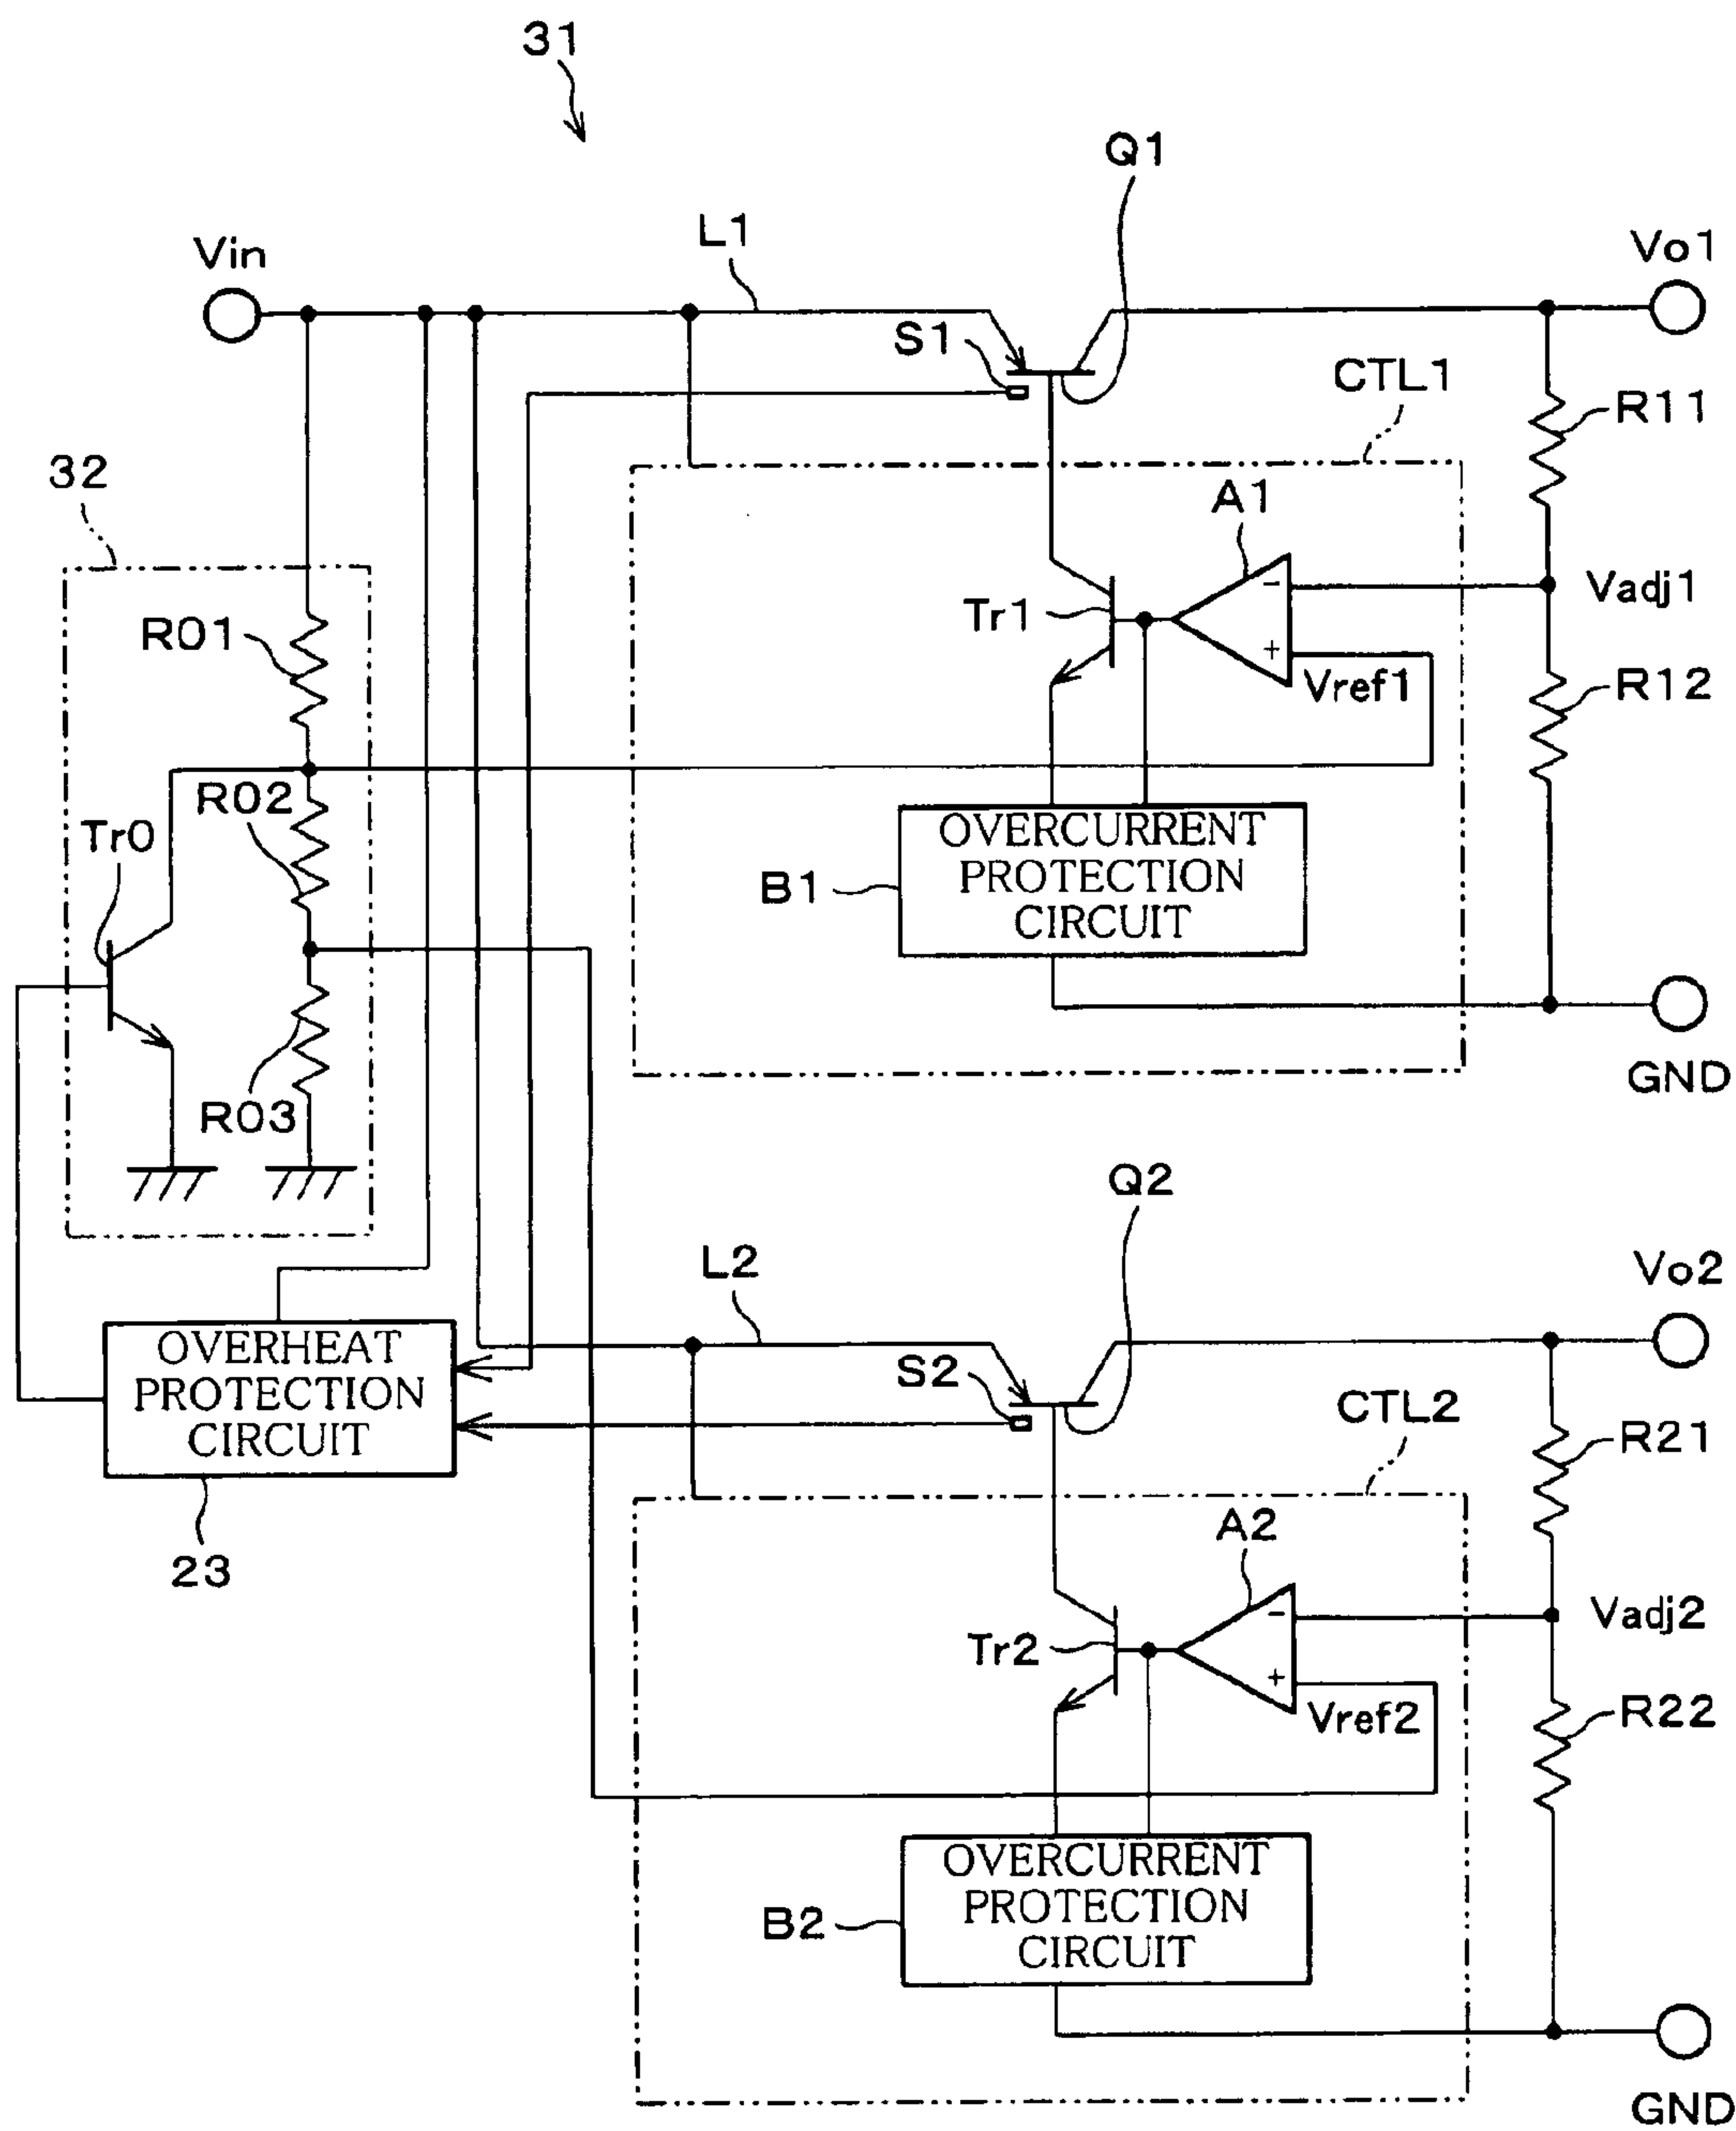 31
Q1
Vin
L1
Vo1
S1
CTL1
R11
32
A1
Vadj1
R01
Tr1
-
+
Vref1
R12
R02
Tr0
OVERCURRENT
PROTECTION
CIRCUIT
B1
R03
GND
Q2
L2
Vo2
OVERHEAT
PROTECTION
CIRCUIT
S2
CTL2
R21
23
A2
Vadj2
Tr2
-
+
Vref2
R22
OVERCURRENT
PROTECTION
CIRCUIT
B2
GND